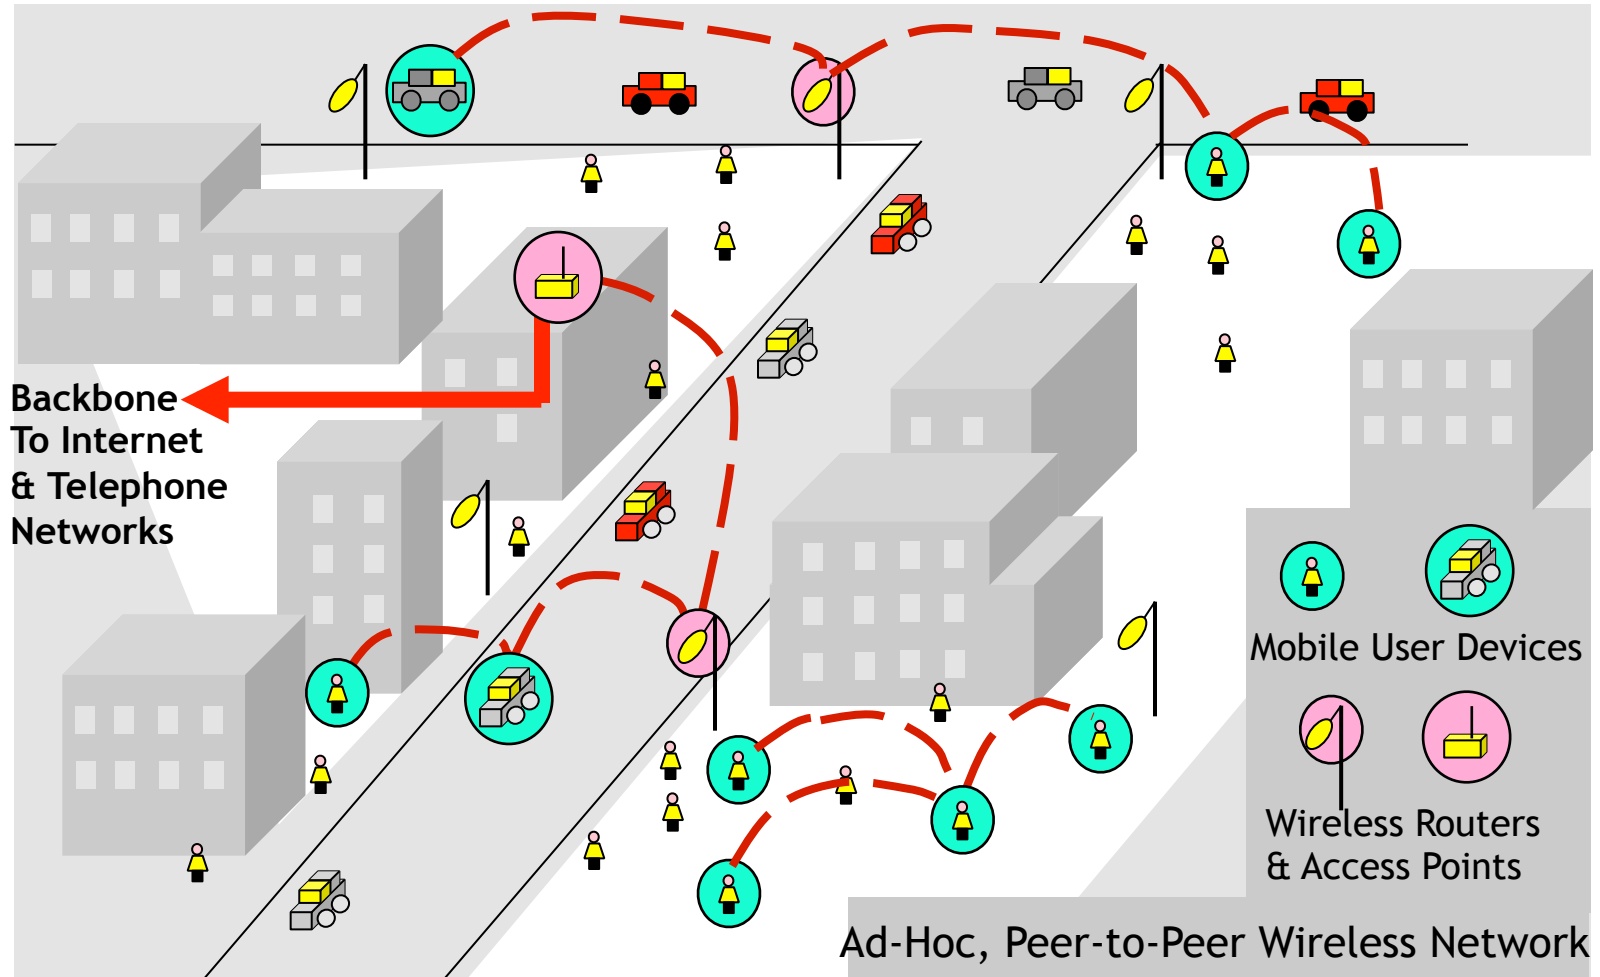 Backbone
To Internet
& Telephone
Networks
Mobile User Devices
Wireless Routers
& Access Points
Ad-Hoc, Peer-to-Peer Wireless Network